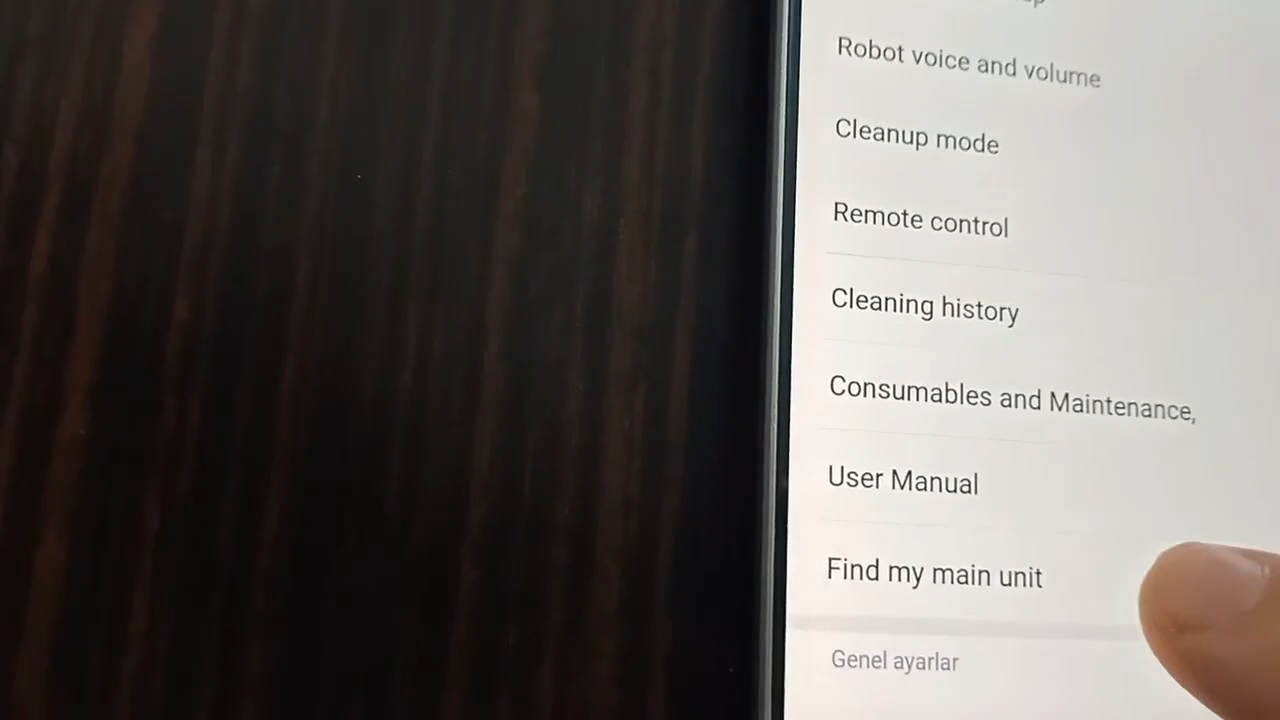 Robot voice and volume
Cleanup mode
Remote control
Cleaning history
Consumables and Maintenance,
User Manual
Find my main unit
Genel ayarlar